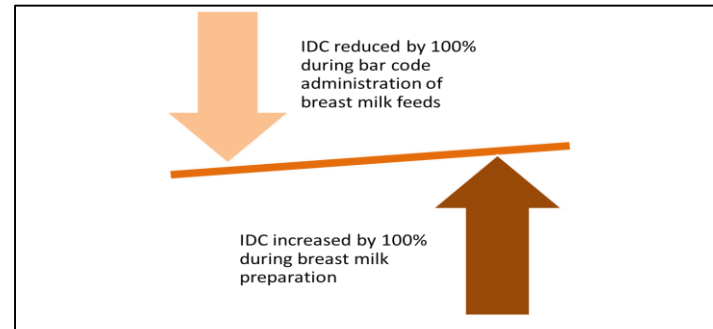 IDC reduced by 100%
during bar code
administration of
breast milk feeds
IDC increased by 100%
during breast milk
preparation